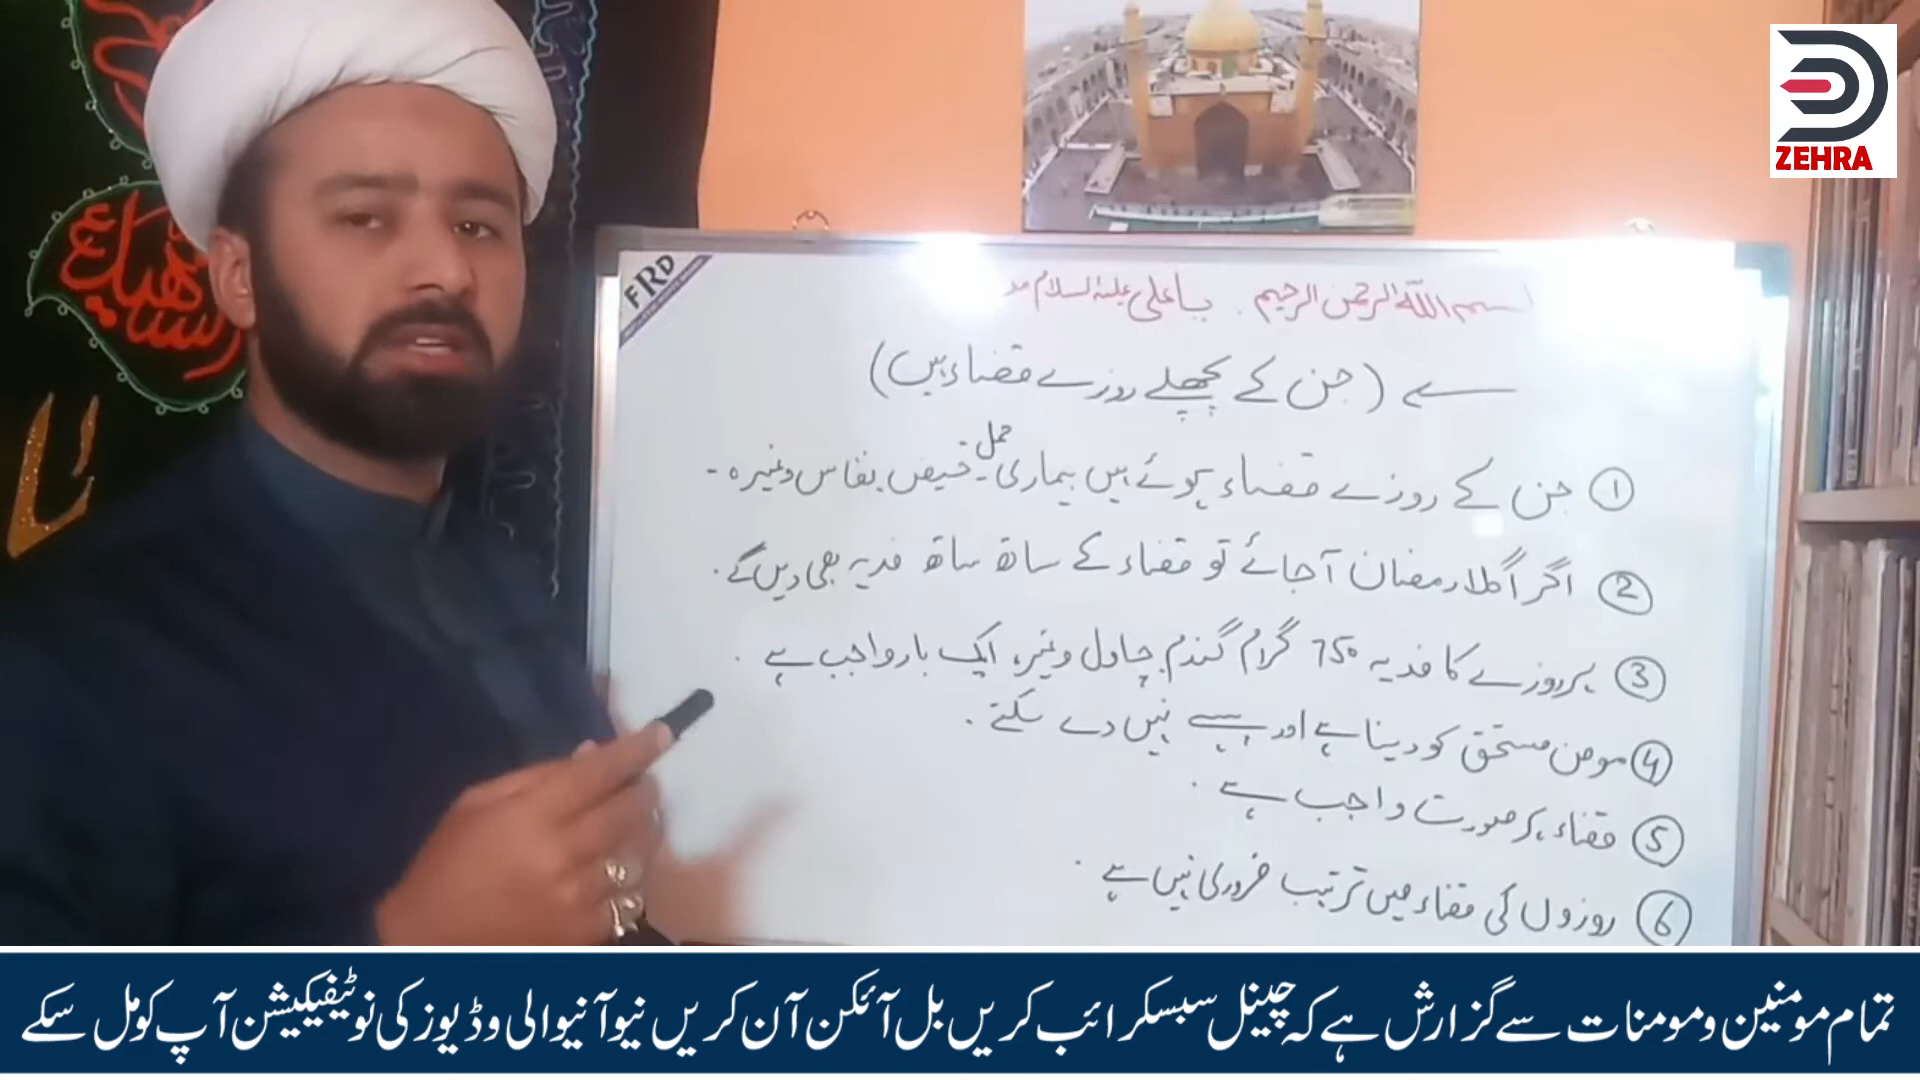 ZEHRA
FRD
بسم اللہ الرحمن الرحیم . یا علی علیہ السلام مدد
سے (جن کے پچھلے روزے قضاء ہیں)
① جن کے روزے قضاء ہوئے ہیں بیماری ۔ حمل ۔ حیض، نفاس وغیرہ ۔
② اگر اگلا رمضان آ جائے تو قضاء کے ساتھ ساتھ فدیہ بھی دیں گے .
③ ہر روزے کا فدیہ 750 گرام گندم، چاول وغیرہ ایک بار واجب ہے .
④ مومن مستحق کو دینا ہے اور پیسے نہیں دے سکتے .
⑤ قضاء ہر صورت واجب ہے .
⑥ روزوں کی قضاء میں ترتیب ضروری نہیں ہے .
تمام مومنین و مومنات سے گزارش ہے کہ چینل سبسکرائب کریں بل آئکن آن کریں نیو آنیوالی وڈیوز کی نوٹیفیکیشن آپ کو مل سکے